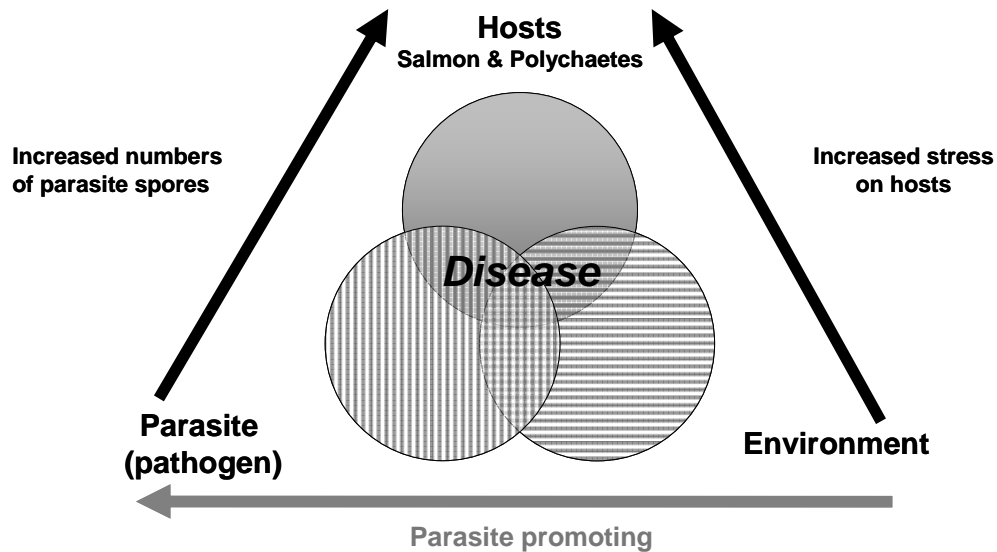 Hosts
Salmon & Polychaetes
Increased numbers
of parasite spores
Increased stress
on hosts
Disease
Parasite
(pathogen)
Environment
Parasite promoting